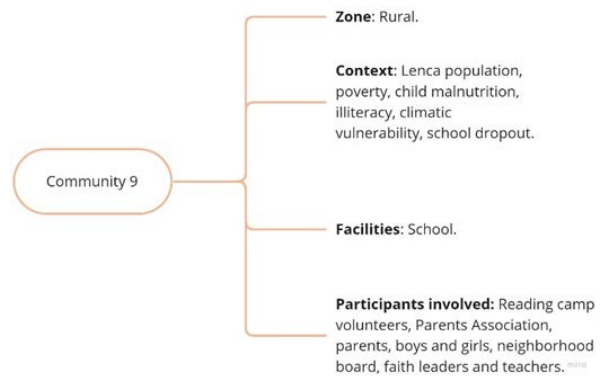 Zone: Rural.
Context: Lenca population,
poverty, child malnutrition,
illiteracy, climatic
vulnerability, school dropout.
Community 9
Facilities: School.
Participants involved: Reading camp
volunteers, Parents Association,
parents, boys and girls, neighborhood
board, faith leaders and teachers.
miro